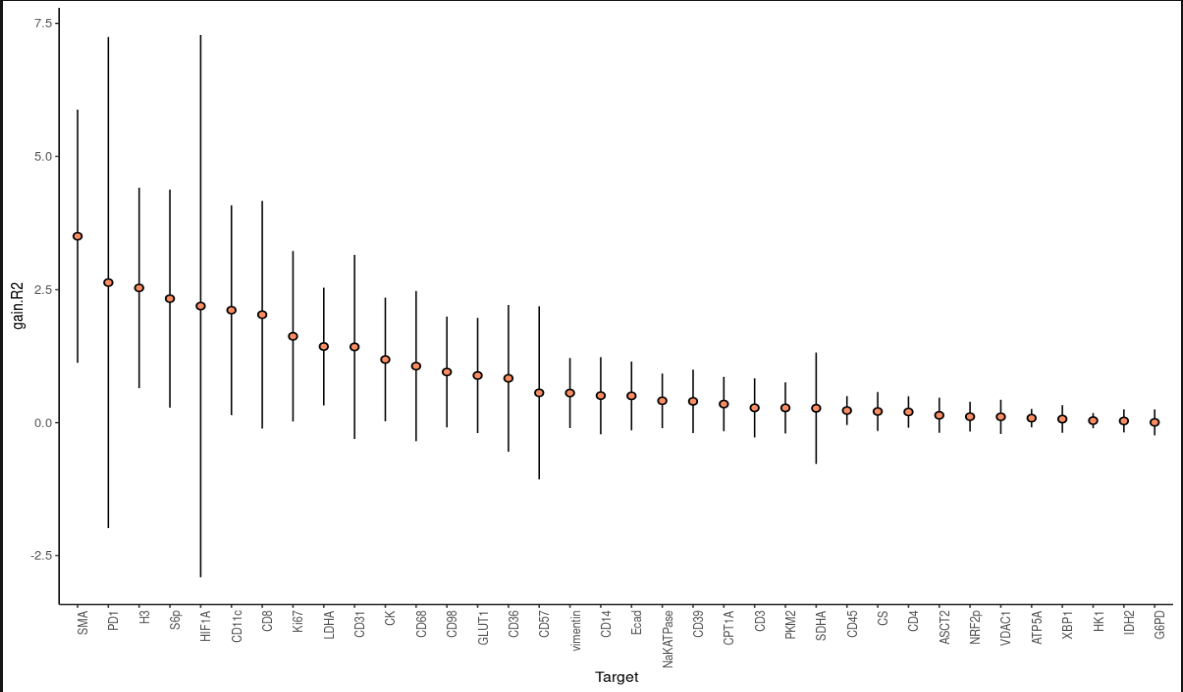 7.5
5.0
2.5
0.0
-2.5
gain.R2
SMA
PD1
H3
S6p
HIF1A
CD11c
CD8
Ki67
LDHA
CD31
CK
CD68
CD98
GLUT1
CD36
CD57
vimentin
CD14
Ecad
NaKATPase
CD39
CPT1A
CD3
PKM2
SDHA
CD45
CS
CD4
ASCT2
NRF2p
VDAC1
ATP5A
XBP1
HK1
IDH2
G6PD
Target